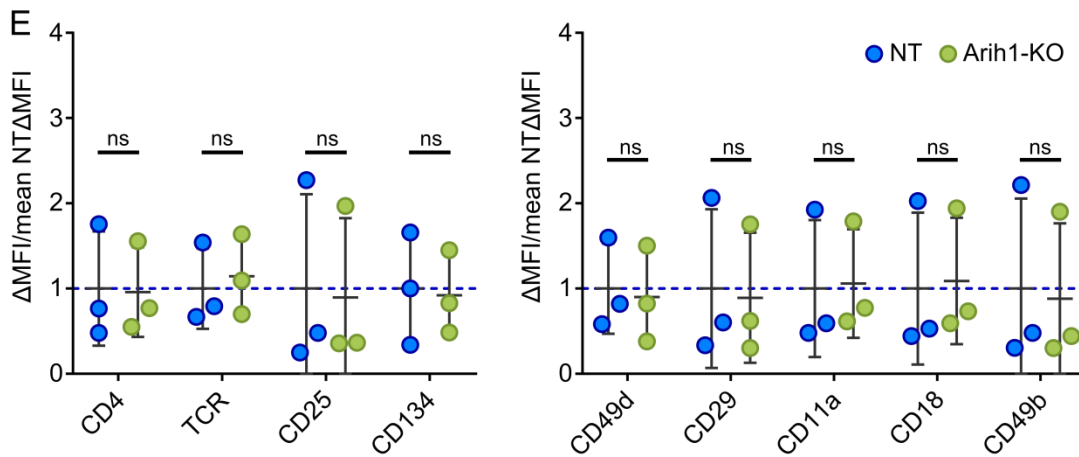 E
ΔMFI/mean NTΔMFI
4
3
2
1
0
ns
ns
ns
ns
CD4
TCR
CD25
CD134
ΔMFI/mean NTΔMFI
4
3
2
1
0
NT
Arih1-KO
ns
ns
ns
ns
ns
CD49d
CD29
CD11a
CD18
CD49b